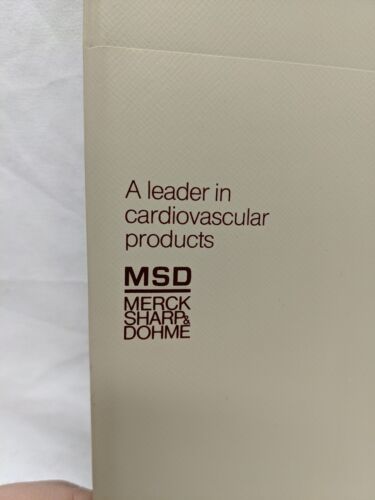 A leader in
cardiovascular
products
MSD
MERCK
SHARP&
DOHME